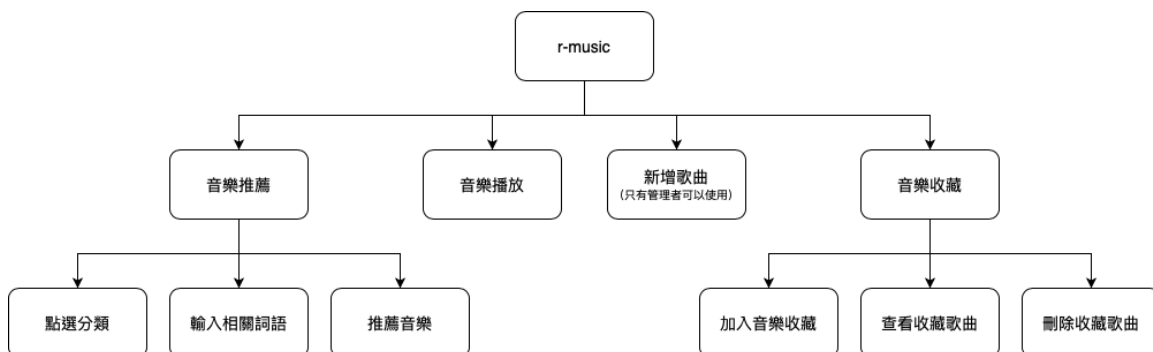 r-music
音樂推薦
音樂播放
新增歌曲
(只有管理者可以使用)
音樂收藏
點選分類
輸入相關詞語
推薦音樂
加入音樂收藏
查看收藏歌曲
刪除收藏歌曲